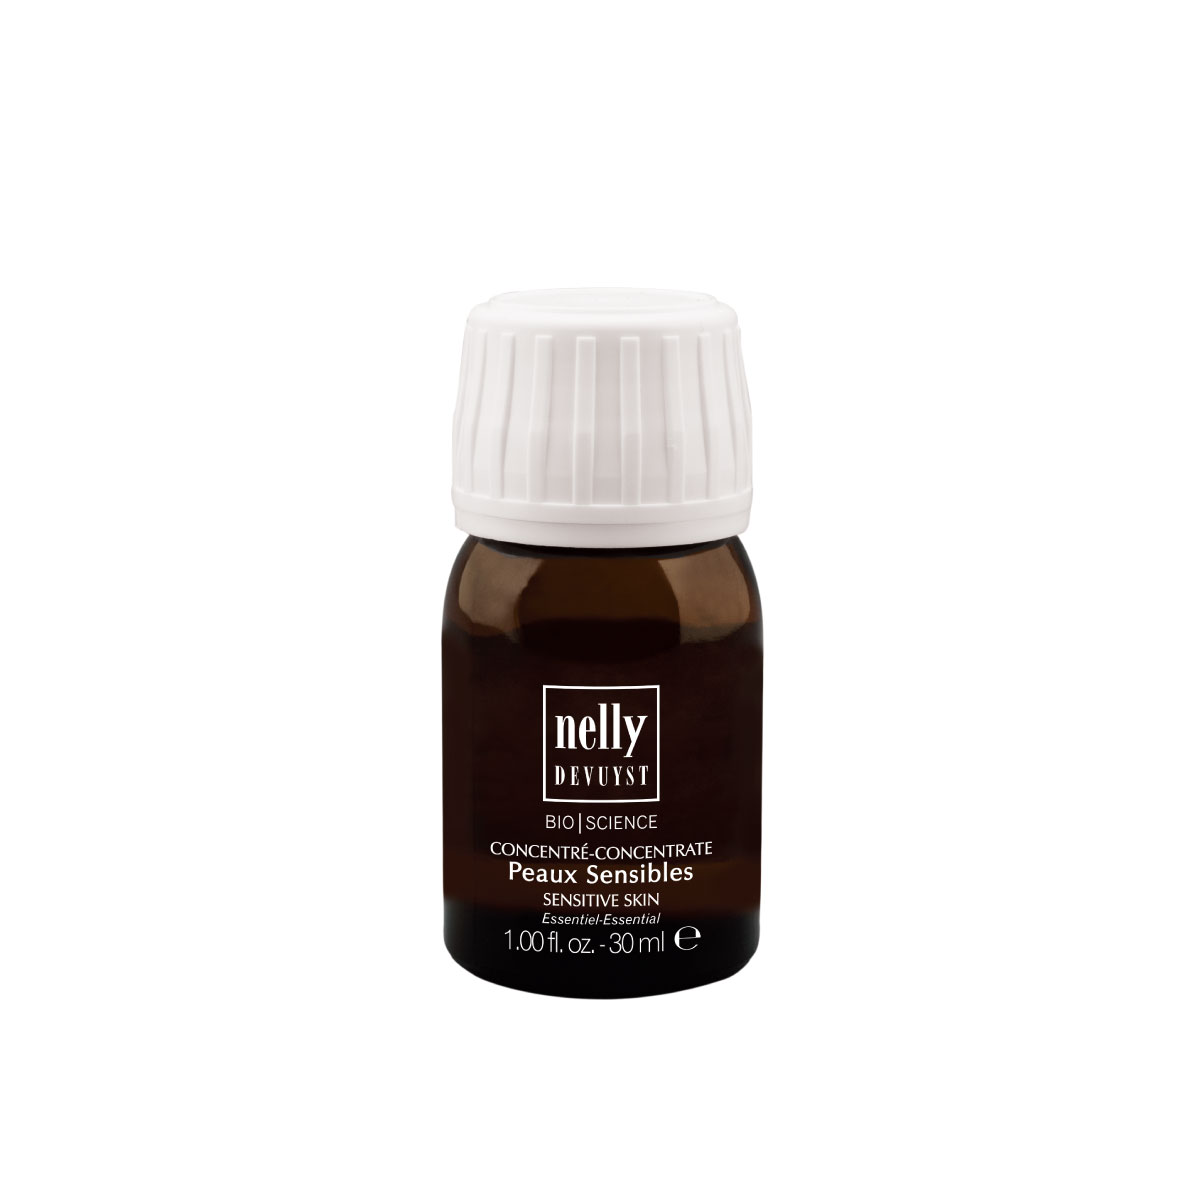 nelly
DEVUYST
BIO|SCIENCE
CONCENTRÉ-CONCENTRATE
Peaux Sensibles
SENSITIVE SKIN
Essentiel-Essential
1.00 fl. oz. - 30 ml ℮